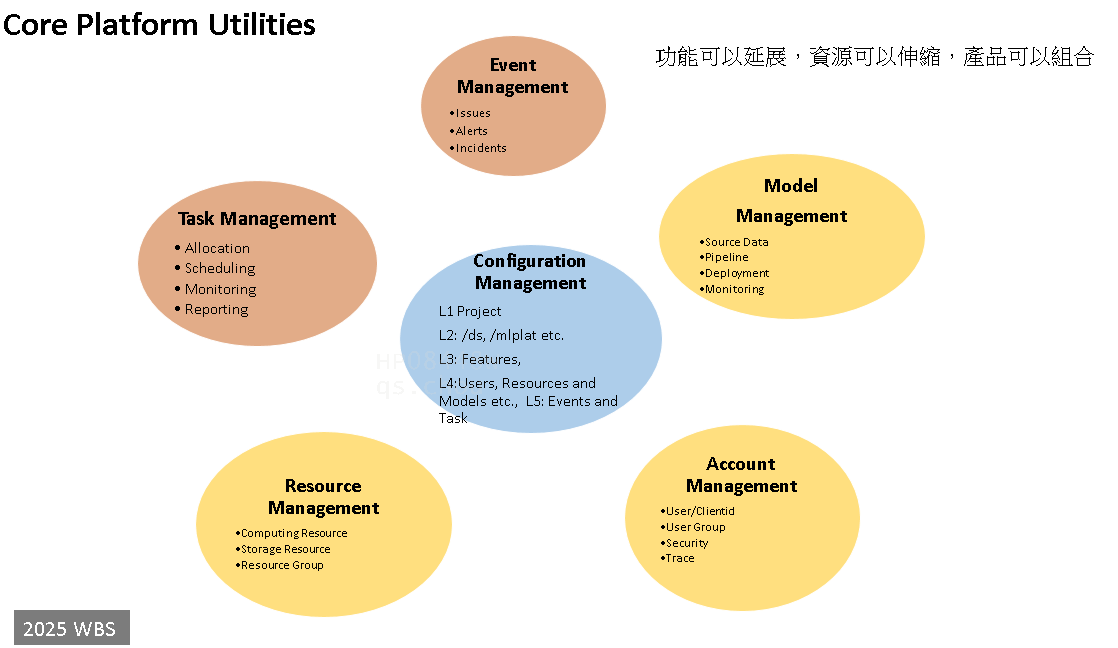 Core Platform Utilities
功能可以延展，資源可以伸縮，產品可以組合
Event
Management
•Issues
•Alerts
•Incidents
Task Management
• Allocation
• Scheduling
• Monitoring
• Reporting
Model
Management
•Source Data
•Pipeline
•Deployment
•Monitoring
Configuration
Management
L1 Project
L2: /ds, /mlplat etc.
L3: Features,
L4:Users, Resources and
Models etc., L5: Events and
Task
Resource
Management
•Computing Resource
•Storage Resource
•Resource Group
Account
Management
•User/Clientid
•User Group
•Security
•Trace
2025 WBS